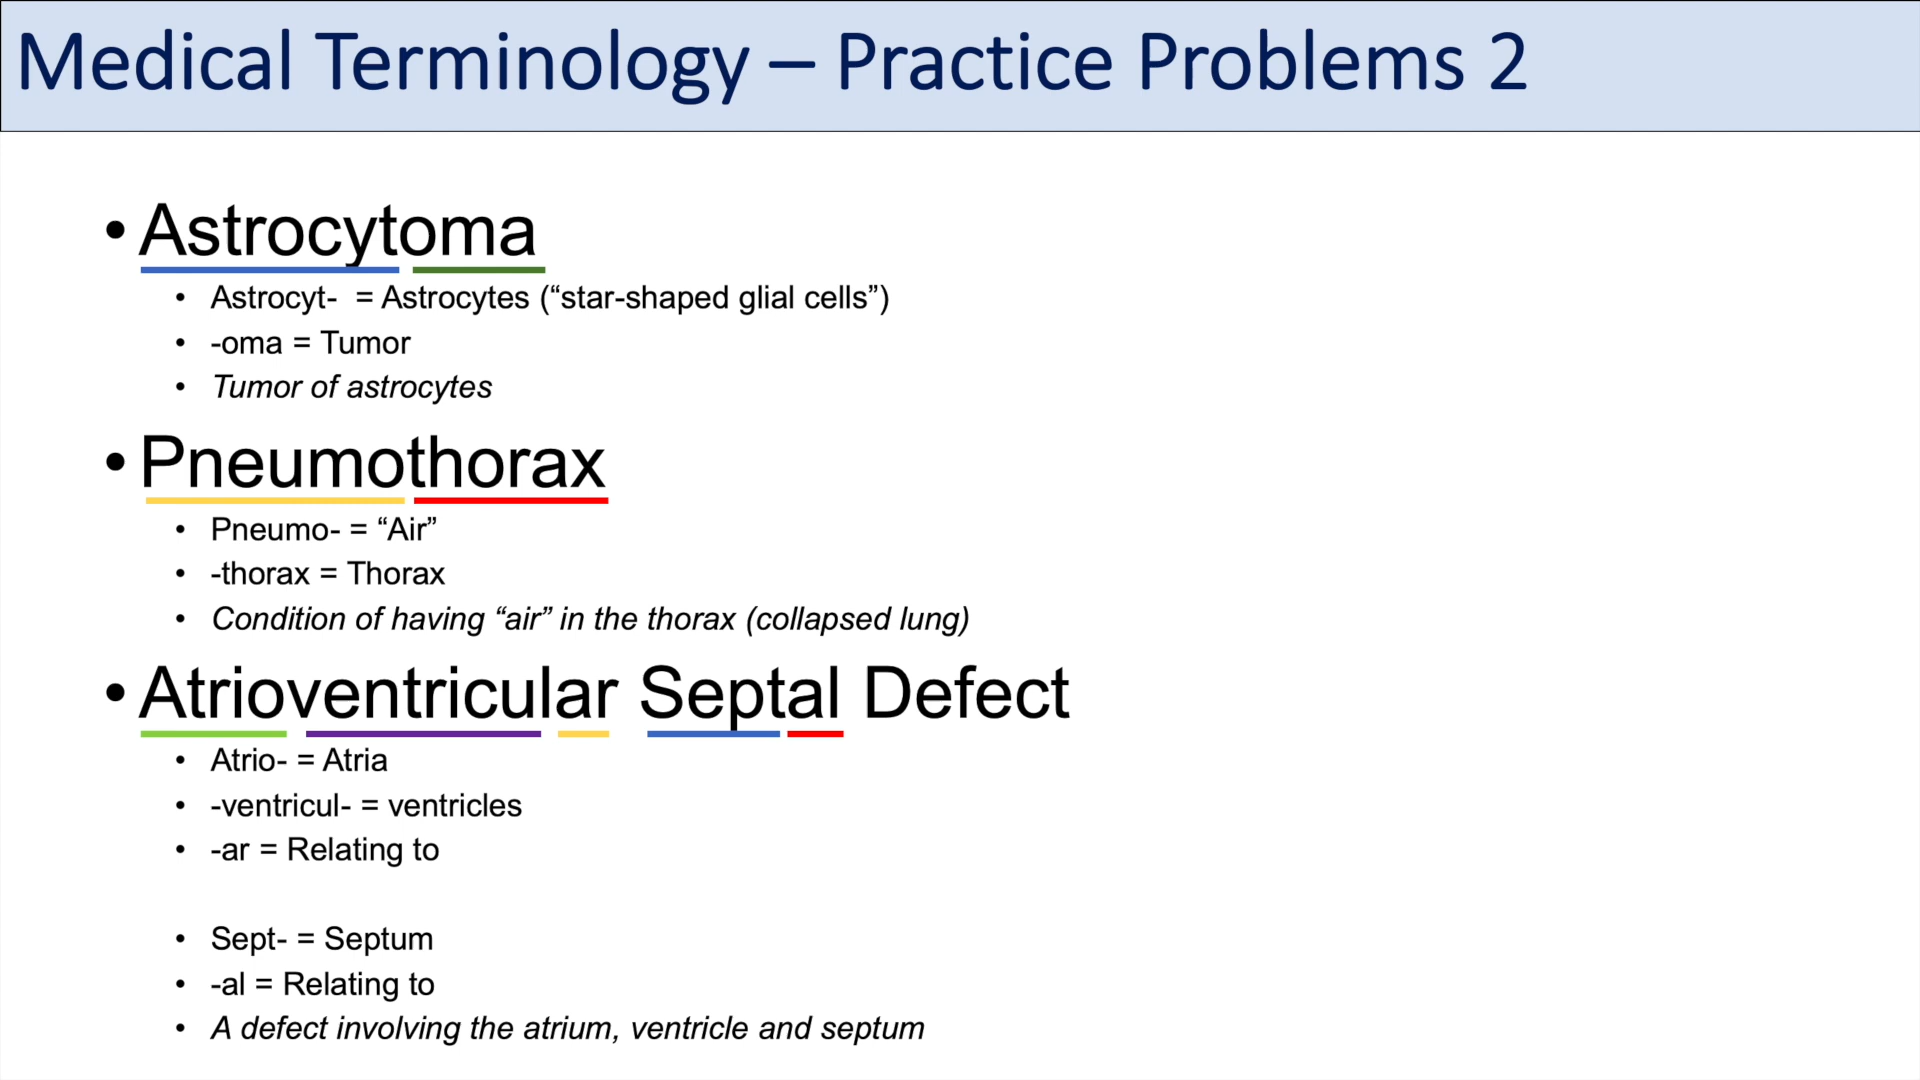 Medical Terminology – Practice Problems 2
• Astrocytoma
• Astrocyt-  = Astrocytes (“star-shaped glial cells”)
• -oma = Tumor
• Tumor of astrocytes
• Pneumothorax
• Pneumo- = “Air”
• -thorax = Thorax
• Condition of having “air” in the thorax (collapsed lung)
• Atrioventricular Septal Defect
• Atrio- = Atria
• -ventricul- = ventricles
• -ar = Relating to
• Sept- = Septum
• -al = Relating to
• A defect involving the atrium, ventricle and septum